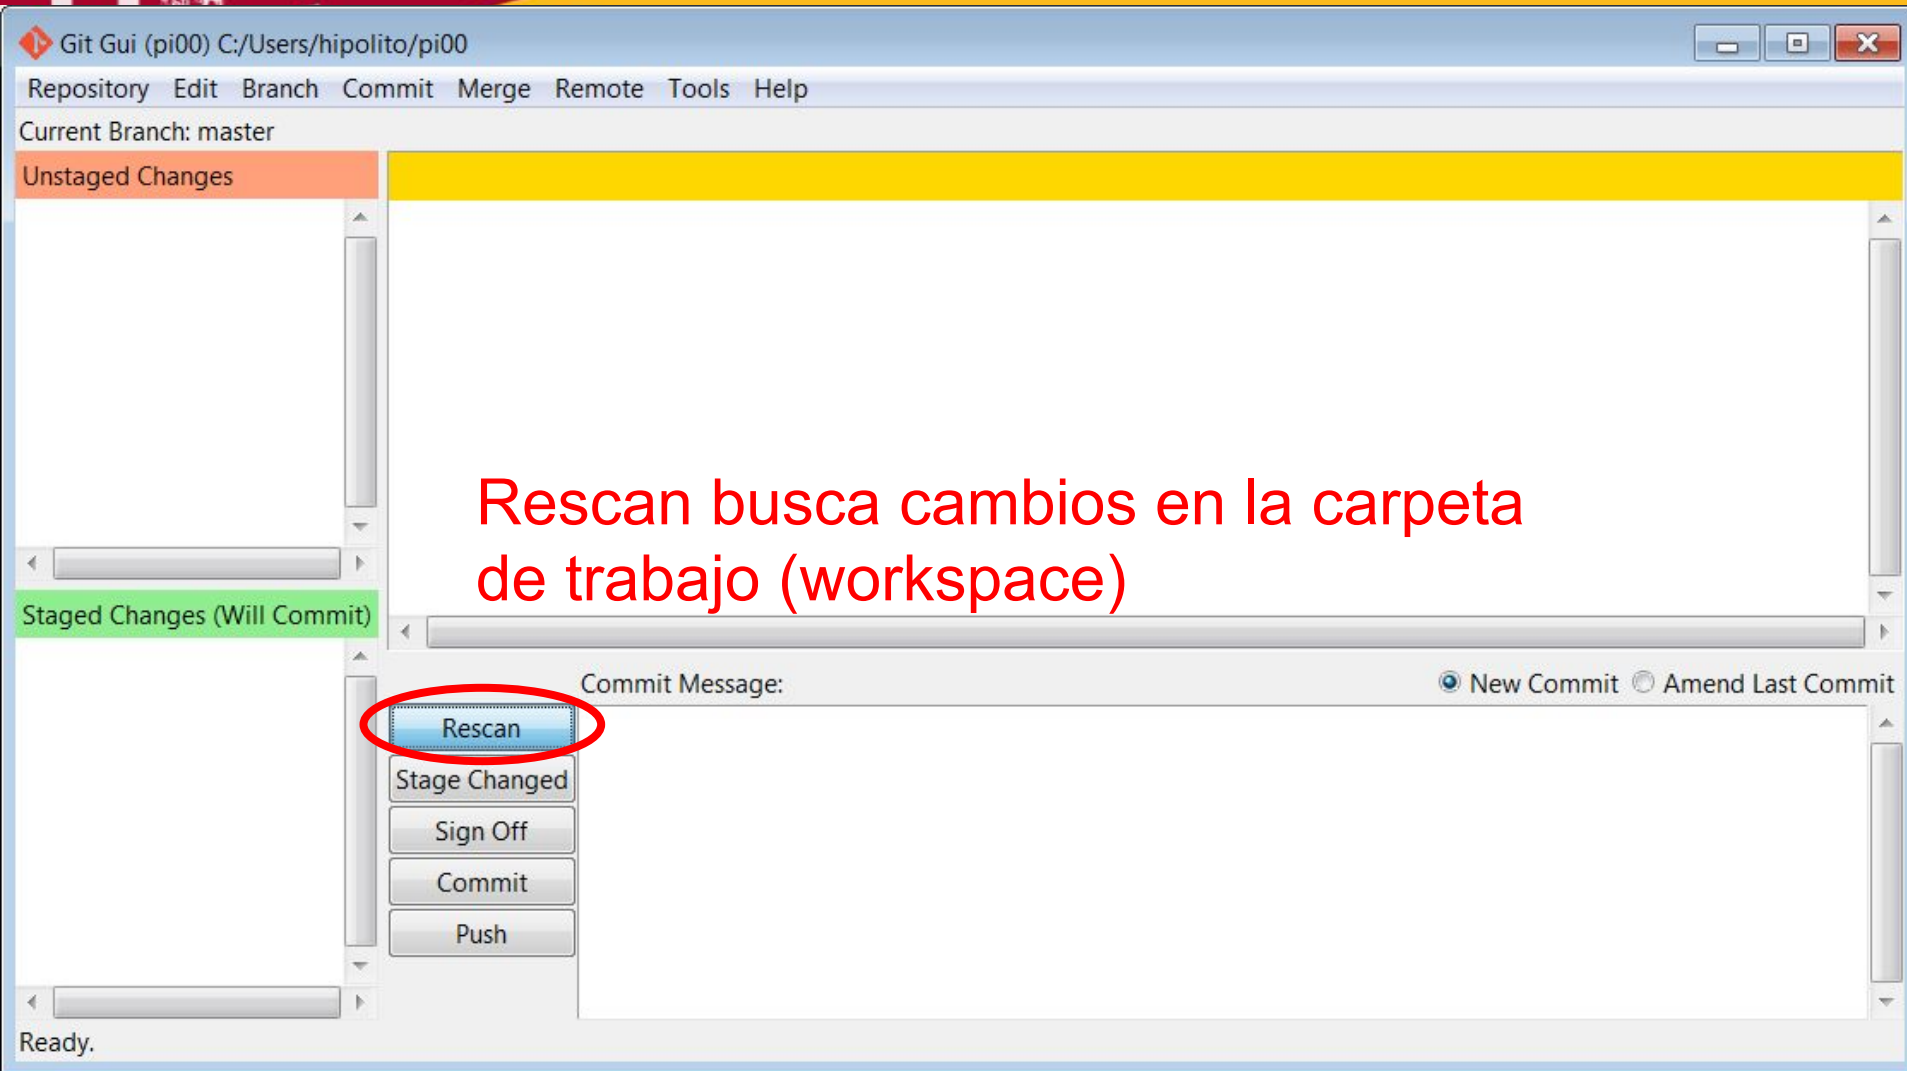 Git Gui (pi00) C:/Users/hipolito/pi00
Repository Edit Branch Commit Merge Remote Tools Help
Current Branch: master
Unstaged Changes
Rescan busca cambios en la carpeta
de trabajo (workspace)
Staged Changes (Will Commit)
Commit Message:
New Commit
Amend Last Commit
Rescan
Stage Changed
Sign Off
Commit
Push
Ready.